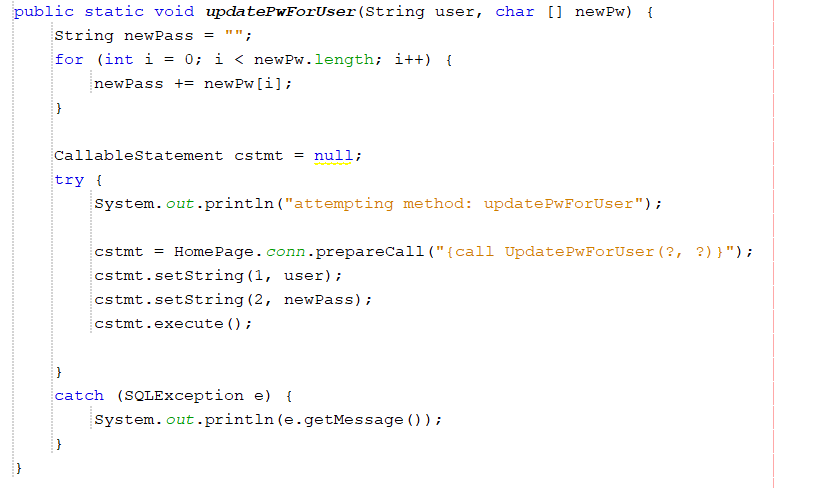 public static void updatePwForUser(String user, char [] newPw) {
String newPass = "";
for (int i = 0; i < newPw.length; i++) {
newPass += newPw[i];
}
CallableStatement cstmt = null;
try {
System.out.println("attempting method: updatePwForUser");
cstmt = HomePage.conn.prepareCall("{call UpdatePwForUser(?, ?)}");
cstmt.setString(1, user);
cstmt.setString(2, newPass);
cstmt.execute();
}
catch (SQLException e) {
System.out.println(e.getMessage());
}
}